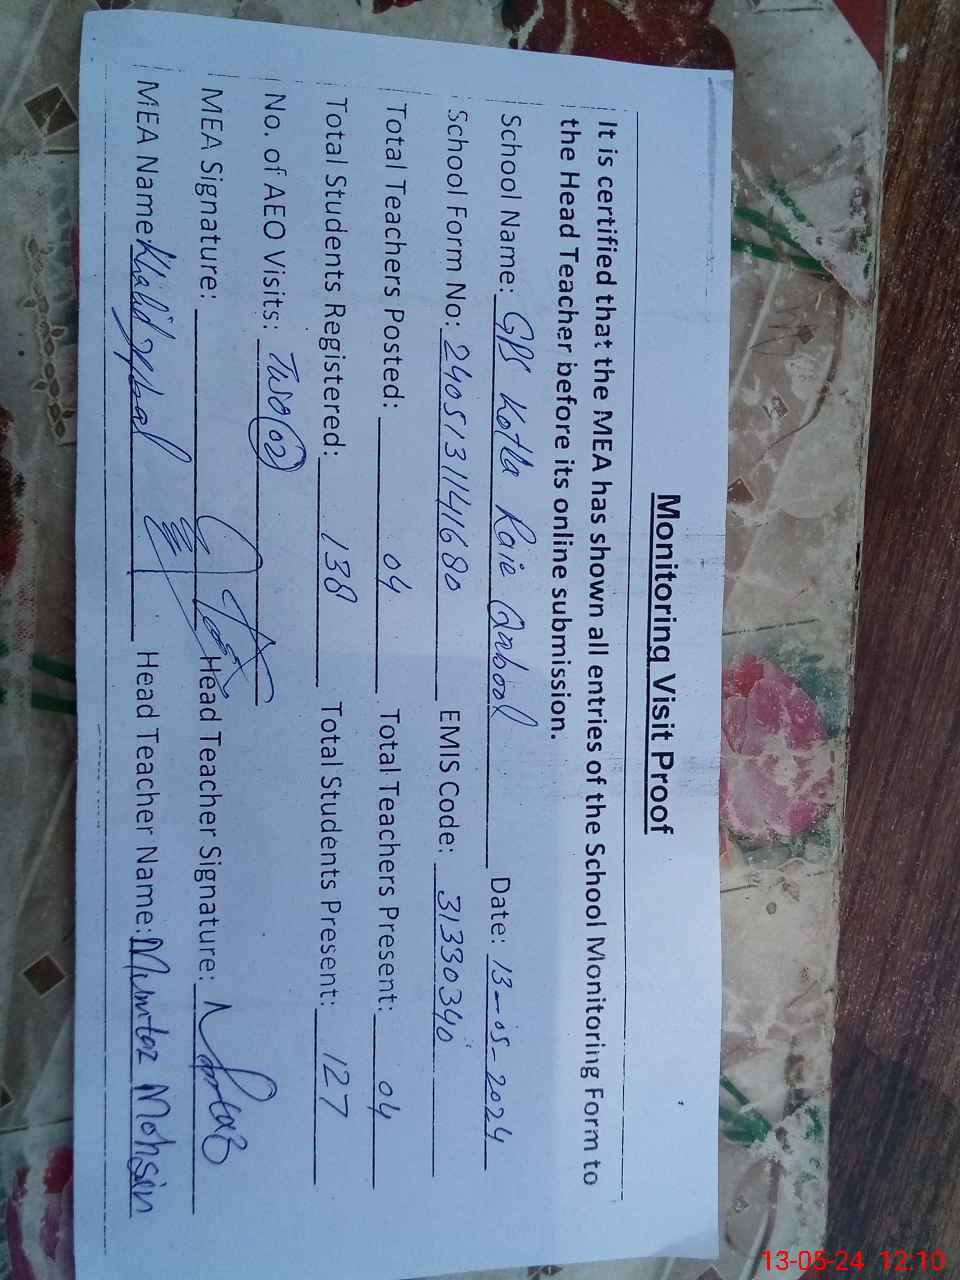 Monitoring Visit Proof
It is certified that the MEA has shown all entries of the School Monitoring Form to
the Head Teacher before its online submission.
School Name: GPS Kotla Raie Qabool Date: 13-05-2024
School Form No: 2405131141680 EMIS Code: 31330340
Total Teachers Posted: 04 Total Teachers Present: 04
Total Students Registered: 138 Total Students Present: 127
No. of AEO Visits: Two 02
MEA Signature: Head Teacher Signature: Mumtaz
MEA Name Khalid Iqbal Head Teacher Name: Mumtaz Mohsin
13-05-24 12:10